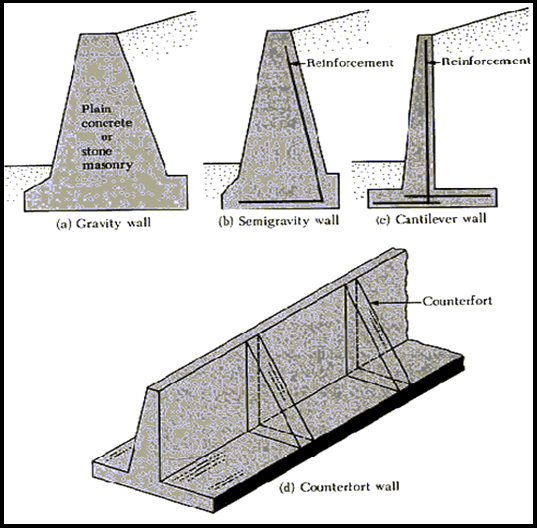 Plain
concrete
or
stone
masonry
Reinforcement
Reinforcement
(a) Gravity wall
(b) Semigravity wall
(c) Cantilever wall
Counterfort
(d) Counterfort wall